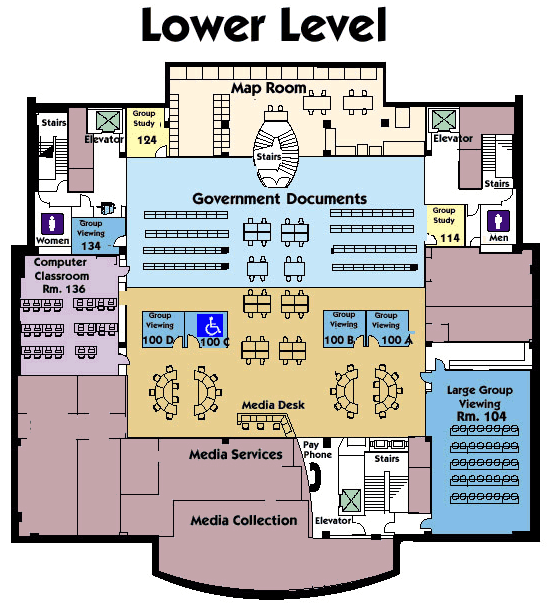 Lower Level
Map Room
Stairs
Elevator
Group
Study
124
Stairs
Elevator
Stairs
Government Documents
Women
Group
Viewing
134
Group
Study
114
Men
Computer
Classroom
Rm. 136
Group
Viewing
100 D
100 C
Group
Viewing
100 B
Group
Viewing
100 A
Large Group
Viewing
Rm. 104
Media Desk
Media Services
Pay
Phone
Stairs
Media Collection
Elevator